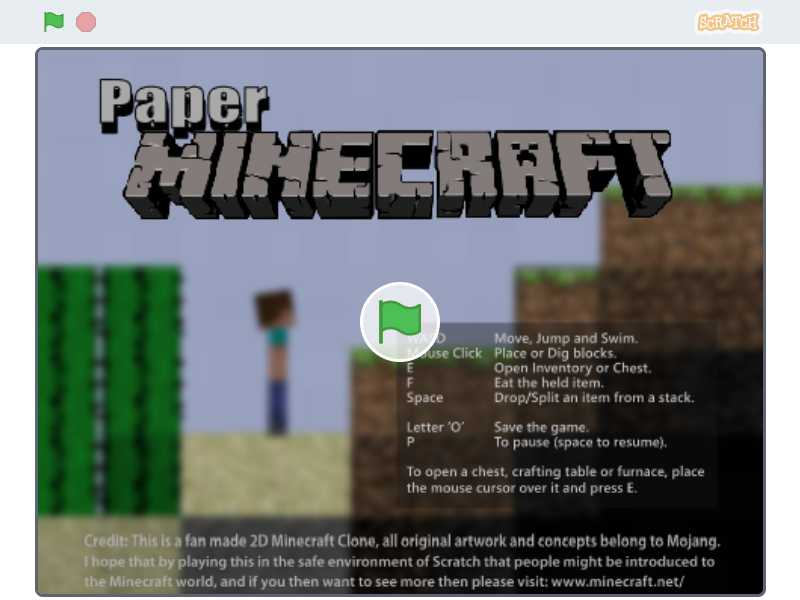 SCRATCH
Paper
MINECRAFT
WASD Move, Jump and Swim.
Mouse Click Place or Dig blocks.
E Open Inventory or Chest.
F Eat the held item.
Space Drop/Split an item from a stack.
Letter 'O' Save the game.
P To pause (space to resume).
To open a chest, crafting table or furnace, place
the mouse cursor over it and press E.
Credit: This is a fan made 2D Minecraft Clone, all original artwork and concepts belong to Mojang.
I hope that by playing this in the safe environment of Scratch that people might be introduced to
the Minecraft world, and if you then want to see more then please visit: www.minecraft.net/